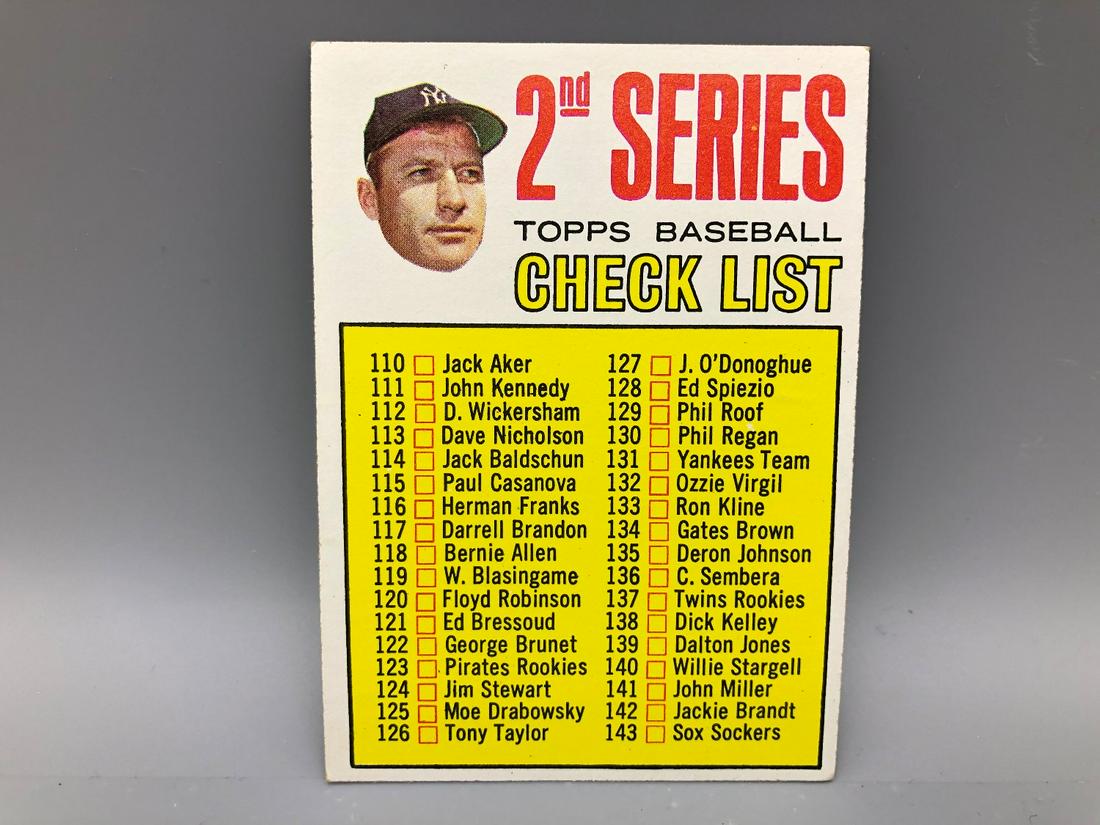 NY
2nd SERIES
TOPPS BASEBALL
CHECK LIST
110 Jack Aker
111 John Kennedy
112 D. Wickersham
113 Dave Nicholson
114 Jack Baldschun
115 Paul Casanova
116 Herman Franks
117 Darrell Brandon
118 Bernie Allen
119 W. Blasingame
120 Floyd Robinson
121 Ed Bressoud
122 George Brunet
123 Pirates Rookies
124 Jim Stewart
125 Moe Drabowsky
126 Tony Taylor
127 J. O'Donoghue
128 Ed Spiezio
129 Phil Roof
130 Phil Regan
131 Yankees Team
132 Ozzie Virgil
133 Ron Kline
134 Gates Brown
135 Deron Johnson
136 C. Sembera
137 Twins Rookies
138 Dick Kelley
139 Dalton Jones
140 Willie Stargell
141 John Miller
142 Jackie Brandt
143 Sox Sockers